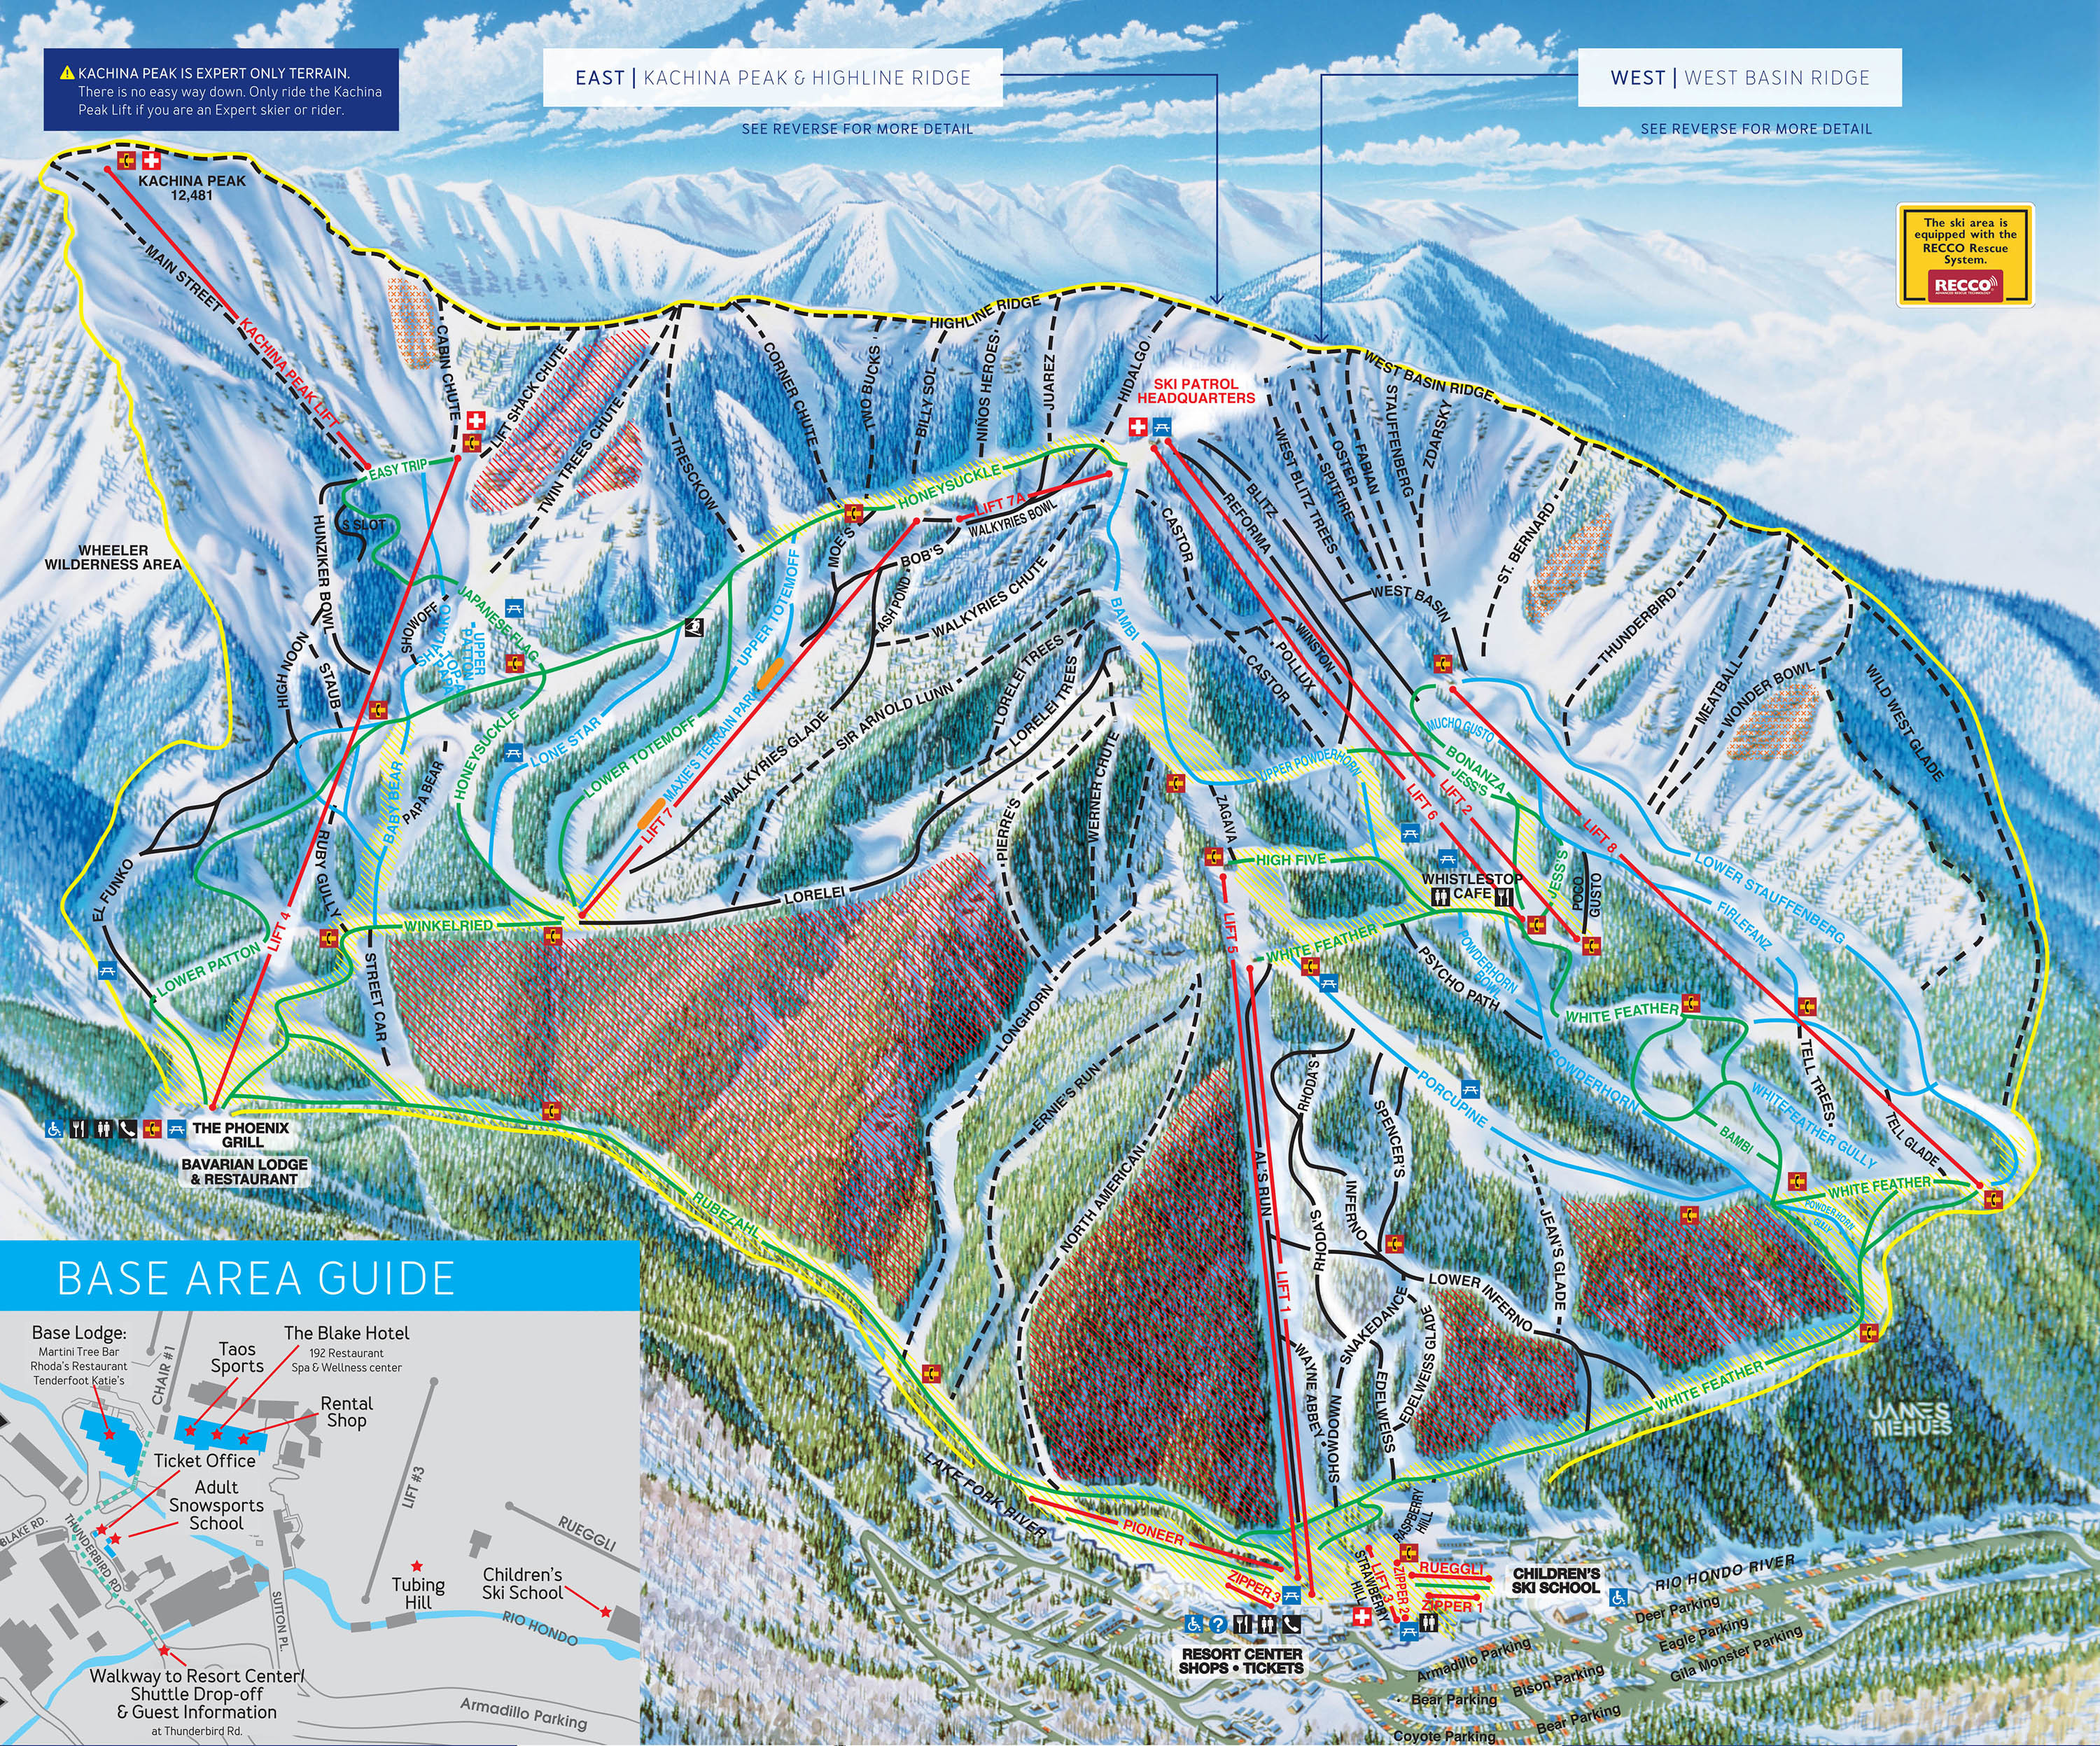 KACHINA PEAK IS EXPERT ONLY TERRAIN.
There is no easy way down. Only ride the Kachina
Peak Lift if you are an Expert skier or rider.
EAST | KACHINA PEAK & HIGHLINE RIDGE
SEE REVERSE FOR MORE DETAIL
WEST | WEST BASIN RIDGE
SEE REVERSE FOR MORE DETAIL
The ski area is
equipped with the
RECCO Rescue
System.
RECCO
KACHINA PEAK
12,481
MAIN STREET
KACHINA PEAK LIFT
CABIN CHUTE
LIFT SHACK CHUTE
TWIN TREES CHUTE
TRESCKOW
CORNER CHUTE
TWO BUCKS
BILLY SOL
NIÑOS HEROES
HIGHLINE RIDGE
JUAREZ
HIDALGO
SKI PATROL
HEADQUARTERS
WEST BASIN RIDGE
STAUFFENBERG
ZDARSKY
FABIAN
OSTER
SPITFIRE
WEST BLITZ TREES
BLITZ
REFORMA
CASTOR
WEST BASIN
ST. BERNARD
THUNDERBIRD
MEATBALL
WONDER BOWL
WILD WEST GLADE
EASY TRIP
S SLOT
HUNZIKER BOWL
WHEELER
WILDERNESS AREA
HIGH NOON
STAUB
SHOWOFF
JAPANESE FLAG
UPPER
PATTON
TOP-A
PAPA
HONEYSUCKLE
LIFT 7A
WALKYRIES BOWL
MOE'S
BOB'S
ASH POND
WALKYRIES CHUTE
UPPER TOTEMOFF
MAXIE'S TERRAIN PARK
LIFT 7
WALKYRIES GLADE
SIR ARNOLD LUNN
LORELEI TREES
LORELEI TREES
BAMBI
CASTOR
POLLUX
WINSTON
HONEYSUCKLE
LONE STAR
LOWER TOTEMOFF
BABY BEAR
PAPA BEAR
RUBY GULLY
EL FUNKO
LIFT 4
LOWER PATTON
WINKELRIED
STREET CAR
LORELEI
PIERRE'S
WERNER CHUTE
LONGHORN
ZAGAVA
UPPER POWDERHORN
HIGH FIVE
WHITE FEATHER
LIFT 5
LIFT 6
LIFT 2
MUCHO GUSTO
BONANZA
JESS'S
JESS'S
POCO
GUSTO
WHISTLESTOP
CAFE
LIFT 8
LOWER STAUFFENBERG
FIRLEFANZ
POWDERHORN
BOWL
PSYCHO PATH
WHITE FEATHER
POWDERHORN
TELL TREES
TELL GLADE
WHITEFEATHER GULLY
BAMBI
WHITE FEATHER
POWDERHORN
GULLY
PORCUPINE
RHODA'S
SPENCER'S
INFERNO
RHODA'S
AL'S RUN
LIFT 1
LOWER INFERNO
JEAN'S GLADE
SNAKEDANCE
EDELWEISS GLADE
EDELWEISS
SHOWDOWN
WAYNE ABBEY
WHITE FEATHER
ERNIE'S RUN
NORTH AMERICAN
RUBEZAHL
THE PHOENIX
GRILL
BAVARIAN LODGE
& RESTAURANT
LAKE FORK RIVER
PIONEER
ZIPPER 3
RASPBERRY
HILL
STRAWBERRY
HILL
LIFT 3
ZIPPER 2
RUEGGLI
ZIPPER 1
CHILDREN'S
SKI SCHOOL
RESORT CENTER
SHOPS • TICKETS
RIO HONDO RIVER
Deer Parking
Eagle Parking
Gila Monster Parking
Armadillo Parking
Bison Parking
Bear Parking
Bear Parking
Coyote Parking
JAMES
NIEHUES
BASE AREA GUIDE
Base Lodge:
Martini Tree Bar
Rhoda's Restaurant
Tenderfoot Katie's
CHAIR #1
Taos
Sports
The Blake Hotel
192 Restaurant
Spa & Wellness center
Rental
Shop
Ticket Office
Adult
Snowsports
School
BLAKE RD.
THUNDERBIRD RD.
LIFT #3
RUEGGLI
Tubing
Hill
Children's
Ski School
SUTTON PL.
RIO HONDO
Walkway to Resort Center/
Shuttle Drop-off
& Guest Information
at Thunderbird Rd.
Armadillo Parking